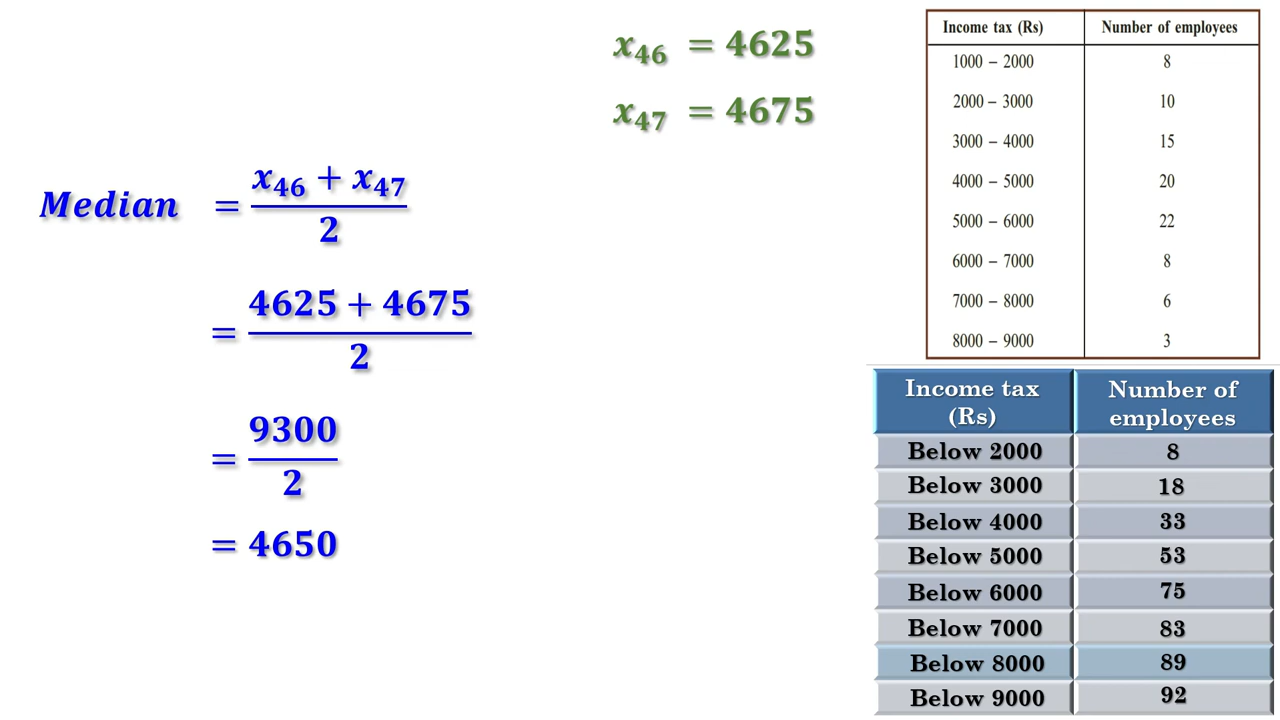 x₄₆ = 4625
x₄₇ = 4675
Median = (x₄₆ + x₄₇)/2
= (4625 + 4675)/2
= 9300/2
= 4650
Income tax (Rs) Number of employees
1000 – 2000 8
2000 – 3000 10
3000 – 4000 15
4000 – 5000 20
5000 – 6000 22
6000 – 7000 8
7000 – 8000 6
8000 – 9000 3
Income tax (Rs) Number of employees
Below 2000 8
Below 3000 18
Below 4000 33
Below 5000 53
Below 6000 75
Below 7000 83
Below 8000 89
Below 9000 92